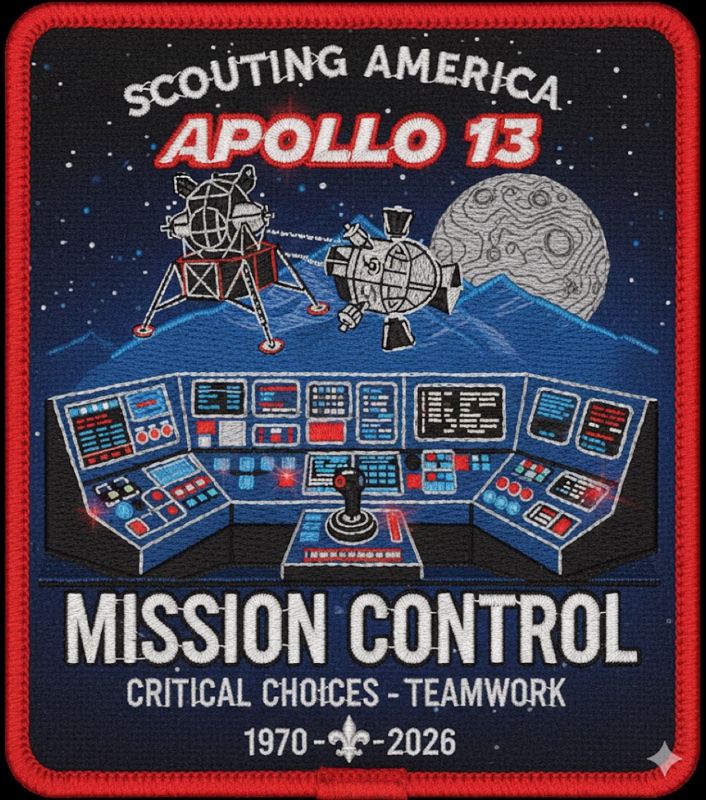 SCOUTING AMERICA
APOLLO 13
MISSION CONTROL
CRITICAL CHOICES - TEAMWORK
1970 - - 2026